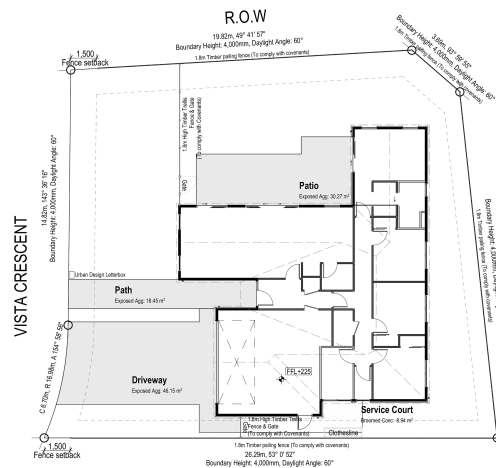 R.O.W
19.82m, 49° 41' 57"
Boundary Height: 4,000mm, Daylight Angle: 60°
1.8m Timber paling fence (To comply with covenants)
3.69m, 93° 58' 55"
Boundary Height: 4,000mm, Daylight Angle: 60°
1.8m Timber paling fence (To comply with covenants)
1,500
Fence setback
1.8m High Timber Trellis
Fence & Gate
(To comply with Covenants)
Gate
14.82m, 143° 36' 16"
Boundary Height: 4,000mm, Daylight Angle: 60°
VISTA CRESCENT
Patio
Exposed Agg: 30.27 m²
Boundary Height: 4,000mm,
1.8m Timber paling fence (To comply with covenants)
Urban Design Letterbox
Path
Exposed Agg: 18.45 m²
C 6.70m, R 16.98m, A 154° 58' 56"
Driveway
Exposed Agg: 46.15 m²
FFL+225
Service Court
Broomed Conc: 8.94 m²
1.8m High Timber Trellis
Fence & Gate
(To comply with Covenants)
Gate
Clothesline
1,500
Fence setback
1.8m Timber paling fence (To comply with covenants)
26.29m, 53° 0' 52"
Boundary Height: 4,000mm, Daylight Angle: 60°